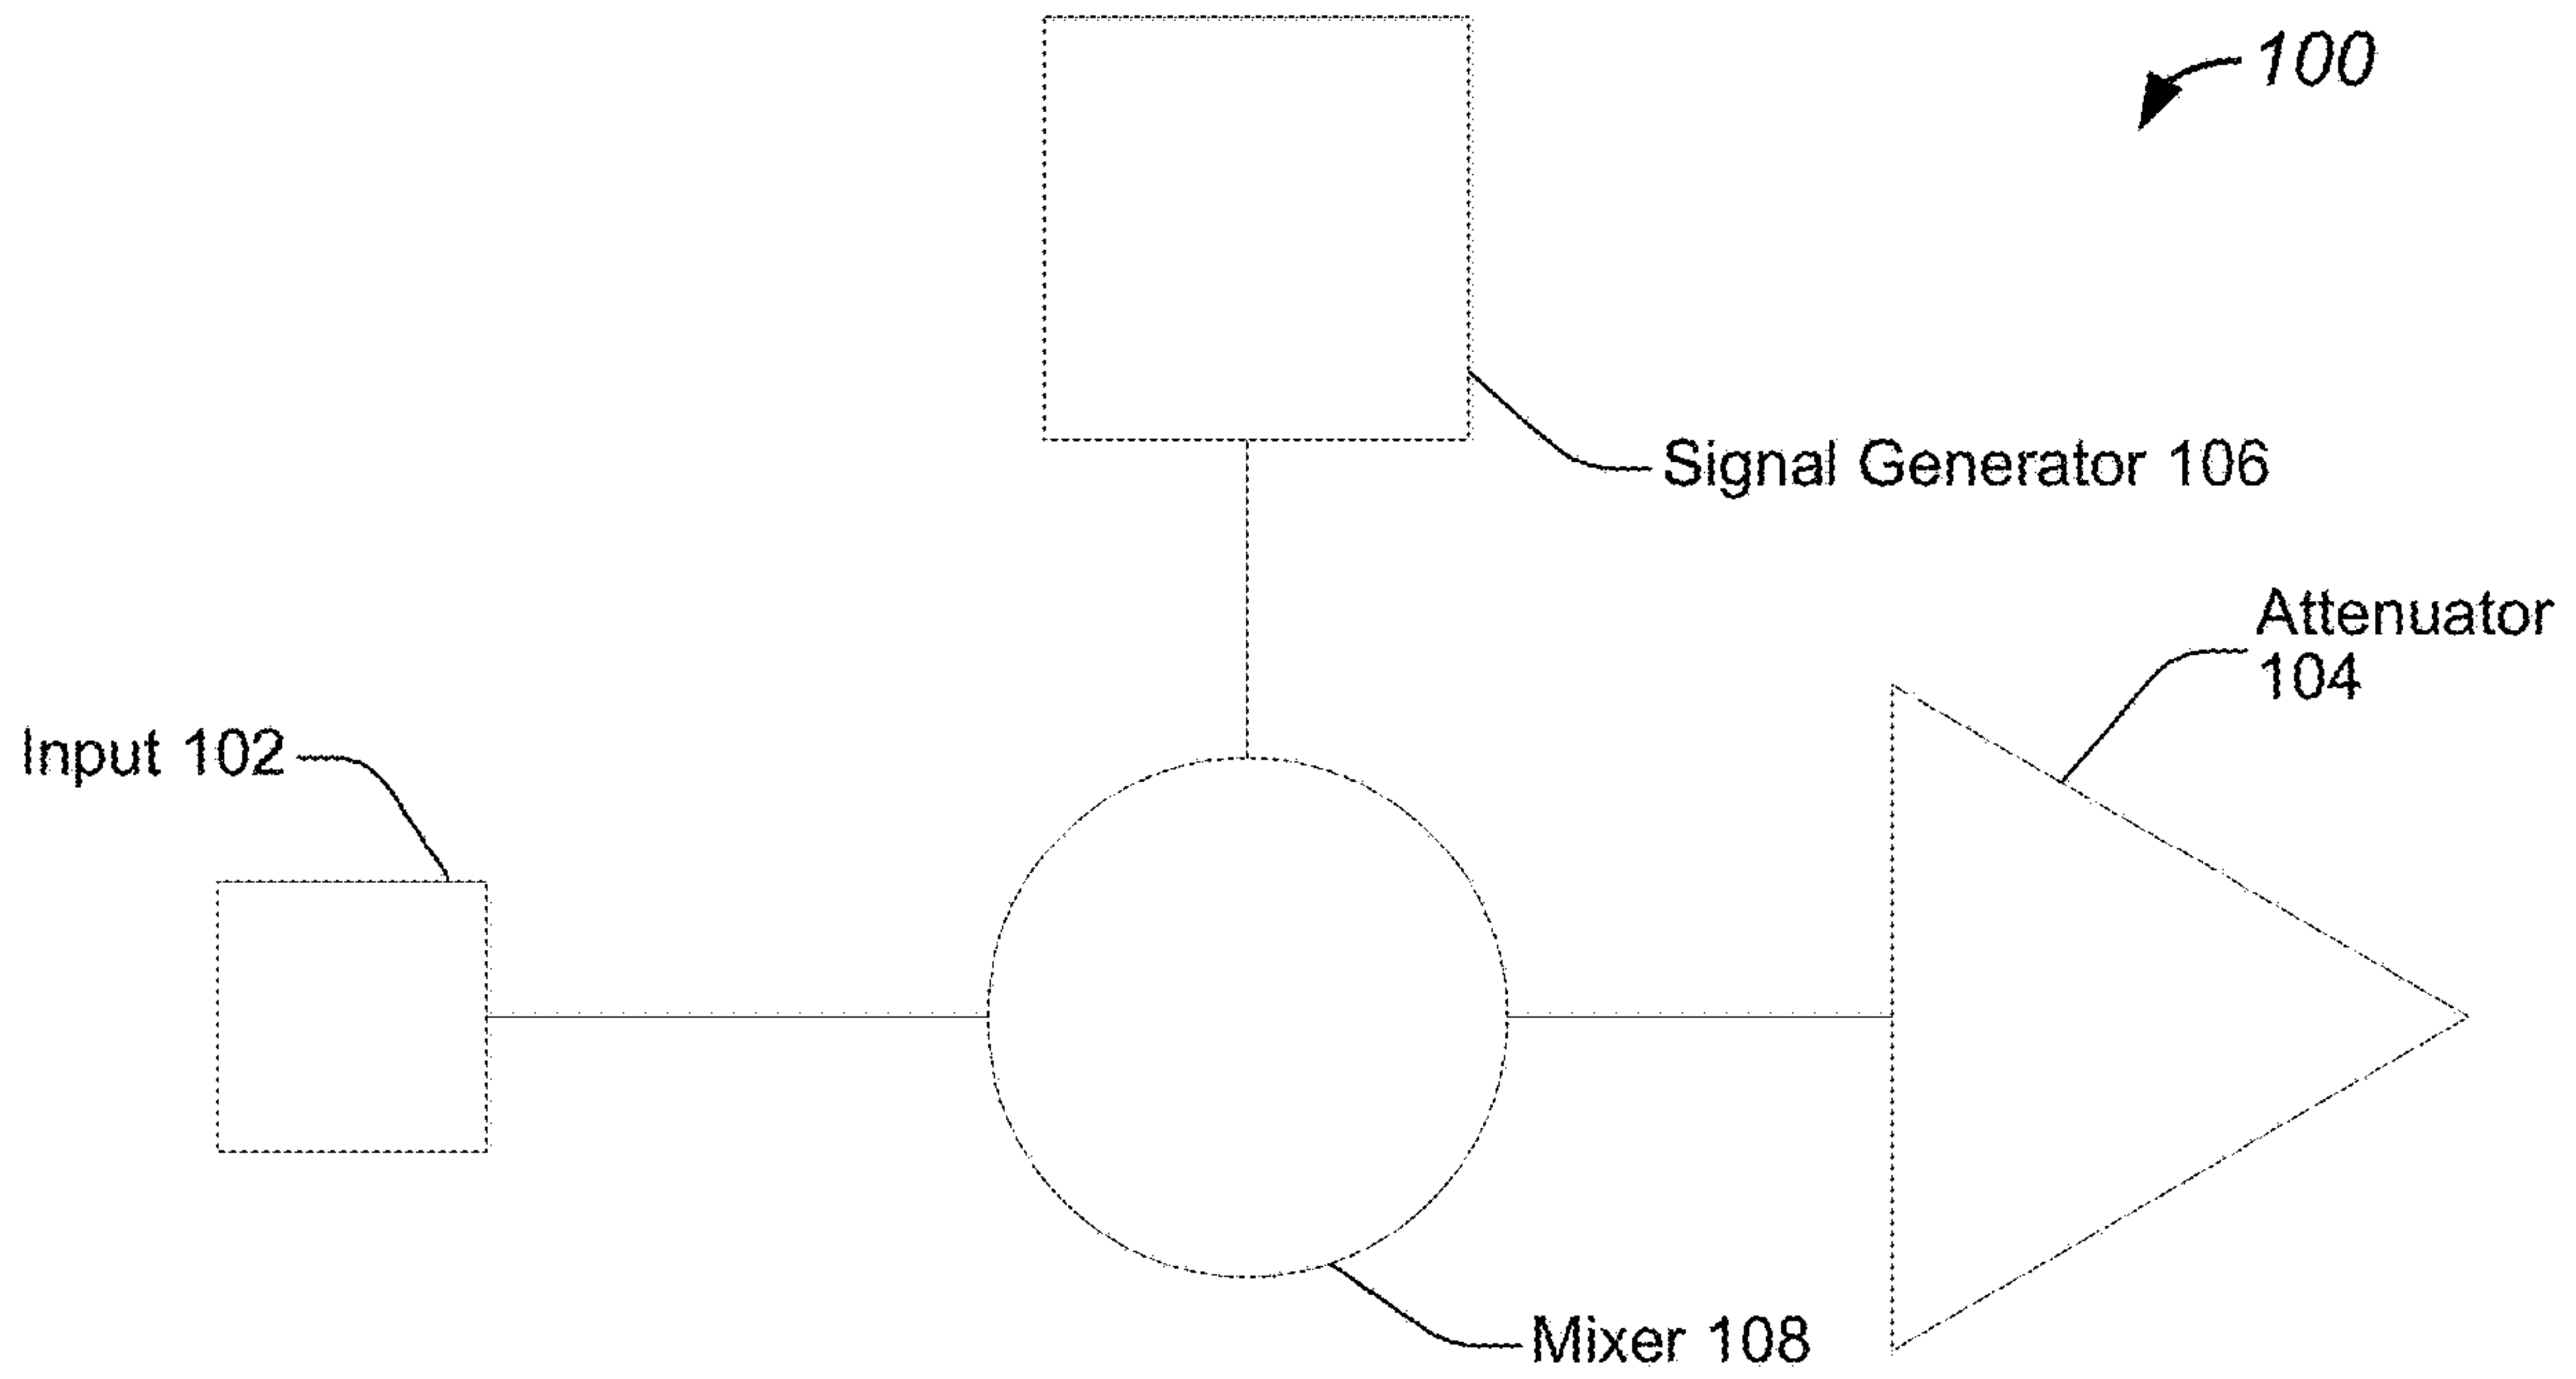 100
Signal Generator 106
Attenuator
104
Input 102
Mixer 108